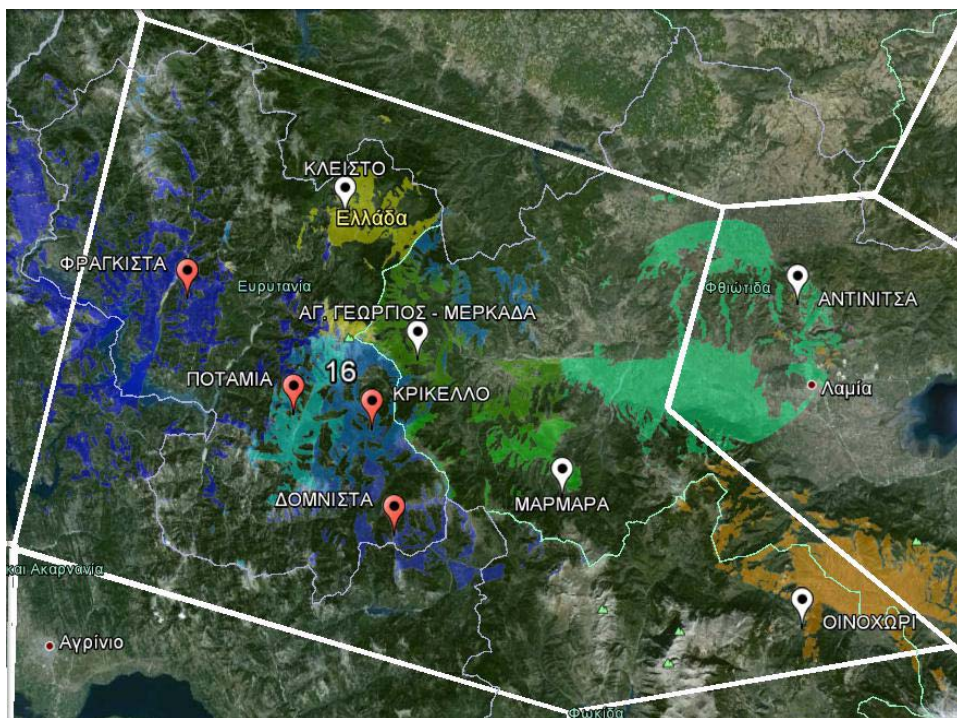 ΚΛΕΙΣΤΟ
Ελλάδα
ΦΡΑΓΚΙΣΤΑ
Ευρυτανία
Φθιώτιδα
ΑΝΤΙΝΙΤΣΑ
ΑΓ. ΓΕΩΡΓΙΟΣ - ΜΕΡΚΑΔΑ
16
ΠΟΤΑΜΙΑ
ΚΡΙΚΕΛΛΟ
Λαμία
ΔΟΜΝΙΣΤΑ
ΜΑΡΜΑΡΑ
και Ακαρνανία
ΟΙΝΟΧΩΡΙ
Αγρίνιο
Φωκίδα